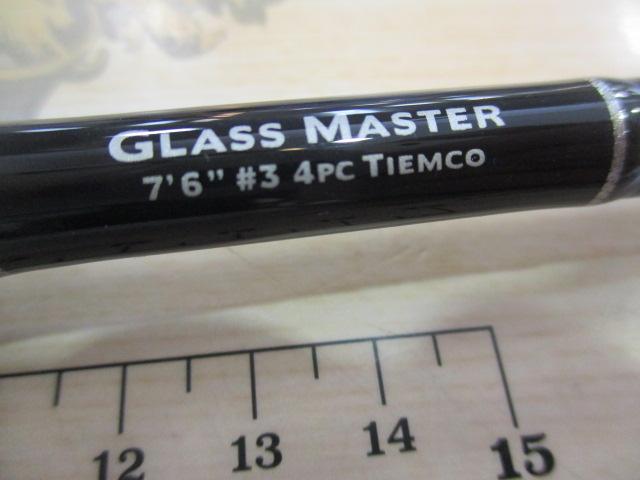 GLASS MASTER
7'6" #3 4PC TIEMCO
12 13 14 15